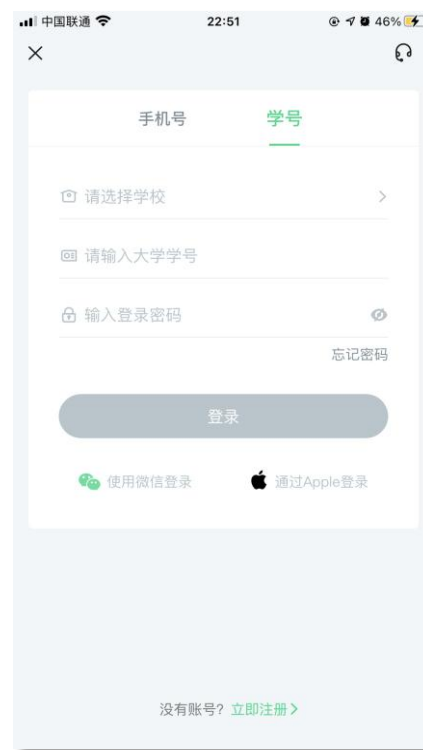 中国联通 22:51 46%
手机号 学号
请选择学校
请输入大学学号
输入登录密码
忘记密码
登录
使用微信登录 通过Apple登录
没有账号? 立即注册